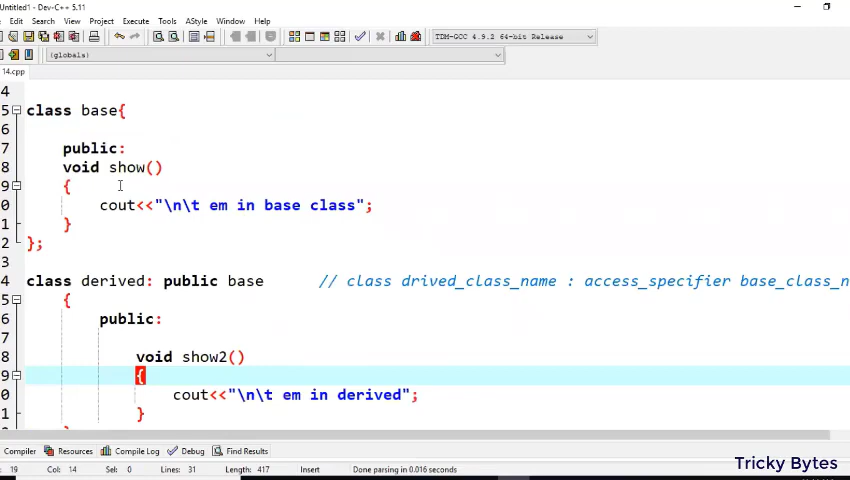 Untitled1 - Dev-C++ 5.11
Edit Search View Project Execute Tools AStyle Window Help
TDM-GCC 4.9.2 64-bit Release
(globals)
14.cpp
4
5 class base{
6
7 public:
8 void show()
9 {
0 cout<<"\n\t em in base class";
1 }
2 };
3
4 class derived: public base // class drived_class_name : access_specifier base_class_n
5 {
6 public:
7
8 void show2()
9 {
0 cout<<"\n\t em in derived";
1 }
Compiler Resources Compile Log Debug Find Results
: 19 Col: 14 Sel: 0 Lines: 31 Length: 417 Insert Done parsing in 0.016 seconds
Tricky Bytes